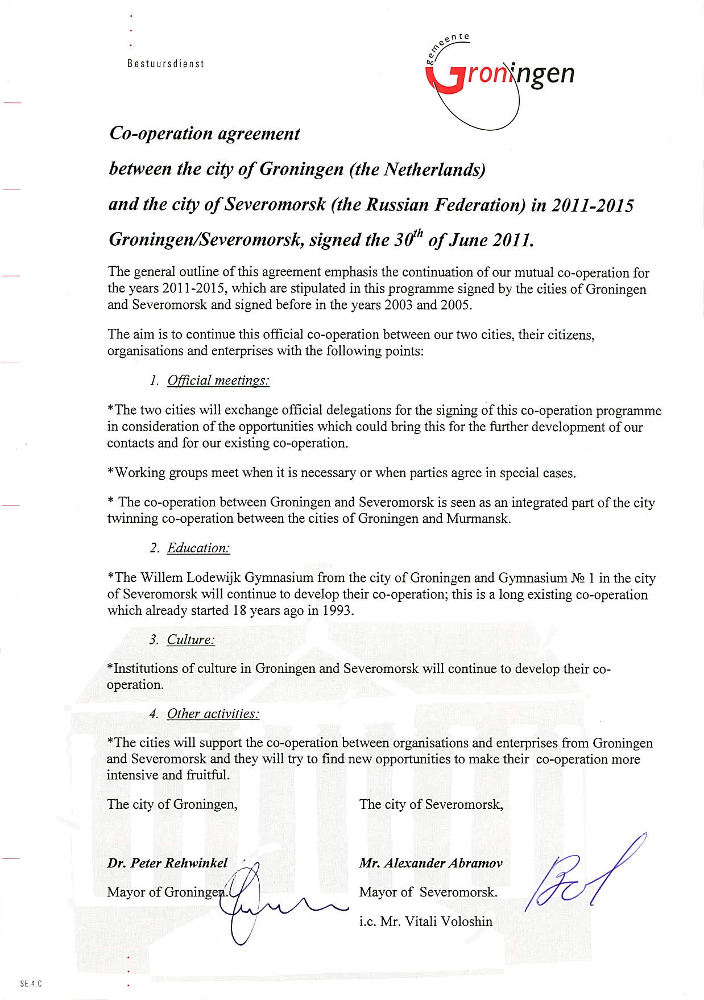 Bestuursdienst
gemeente
Groningen
Co-operation agreement
between the city of Groningen (the Netherlands)
and the city of Severomorsk (the Russian Federation) in 2011-2015
Groningen/Severomorsk, signed the 30th of June 2011.
The general outline of this agreement emphasis the continuation of our mutual co-operation for
the years 2011-2015, which are stipulated in this programme signed by the cities of Groningen
and Severomorsk and signed before in the years 2003 and 2005.
The aim is to continue this official co-operation between our two cities, their citizens,
organisations and enterprises with the following points:
1. Official meetings:
*The two cities will exchange official delegations for the signing of this co-operation programme
in consideration of the opportunities which could bring this for the further development of our
contacts and for our existing co-operation.
*Working groups meet when it is necessary or when parties agree in special cases.
* The co-operation between Groningen and Severomorsk is seen as an integrated part of the city
twinning co-operation between the cities of Groningen and Murmansk.
2. Education:
*The Willem Lodewijk Gymnasium from the city of Groningen and Gymnasium № 1 in the city
of Severomorsk will continue to develop their co-operation; this is a long existing co-operation
which already started 18 years ago in 1993.
3. Culture:
*Institutions of culture in Groningen and Severomorsk will continue to develop their co-
operation.
4. Other activities:
*The cities will support the co-operation between organisations and enterprises from Groningen
and Severomorsk and they will try to find new opportunities to make their co-operation more
intensive and fruitful.
The city of Groningen, The city of Severomorsk,
Dr. Peter Rehwinkel Mr. Alexander Abramov
Mayor of Groningen. Mayor of Severomorsk.
i.c. Mr. Vitali Voloshin
SE.4.C